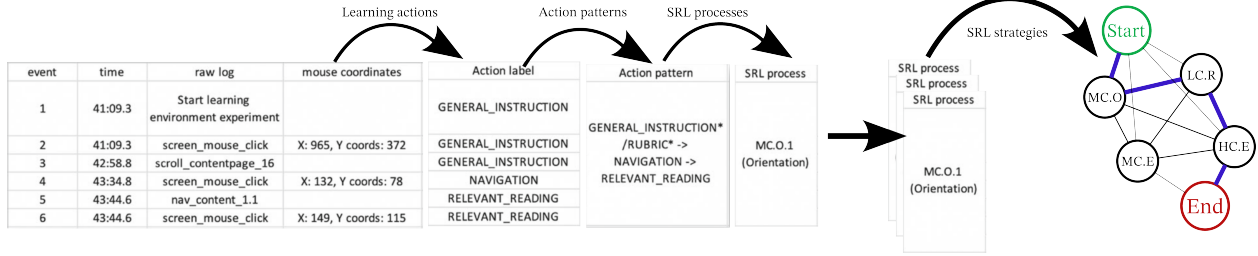 Learning actions
Action patterns
SRL processes
SRL strategies
event time raw log mouse coordinates
1 41:09.3 Start learning environment experiment
2 41:09.3 screen_mouse_click X: 965, Y coords: 372
3 42:58.8 scroll_contentpage_16
4 43:34.8 screen_mouse_click X: 132, Y coords: 78
5 43:44.6 nav_content_1.1
6 43:44.6 screen_mouse_click X: 149, Y coords: 115
Action label
GENERAL_INSTRUCTION
GENERAL_INSTRUCTION
GENERAL_INSTRUCTION
NAVIGATION
RELEVANT_READING
RELEVANT_READING
Action pattern
GENERAL_INSTRUCTION*
/RUBRIC* ->
NAVIGATION ->
RELEVANT_READING
SRL process
MC.O.1
(Orientation)
SRL process
SRL process
SRL process
MC.O.1
(Orientation)
Start
MC.O
LC.R
MC.E
HC.E
End